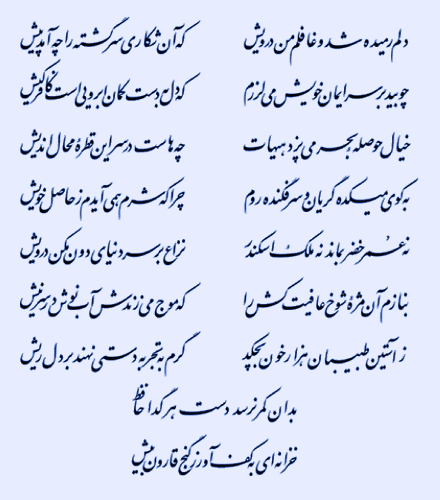 دلم رمیده شد و غافلم من درویش که آن شکاری سرگشته را چه آمد پیش
چو بید بر سر ایمان خویش می‌لرزم که دل به دست کمان ابرویی است کافرکیش
خیال حوصلهٔ بحر می‌پزد هیهات چه‌هاست در سر این قطرهٔ محال اندیش
به کوی میکده گریان و سرفکنده روم چرا که شرم همی آیدم ز حاصل خویش
نه عمر خضر بماند نه ملک اسکندر نزاع بر سر دنیای دون مکن درویش
بنازم آن مژهٔ شوخ عافیت کش را که موج می‌زندش آب نوش بر سر نیش
ز آستین طبیبان هزار خون بچکد گرم به تجربه دستی نهند بر دل ریش
بدان کمر نرسد دست هر گدا حافظ
خزانه‌ای به کف آور ز گنج قارون بیش